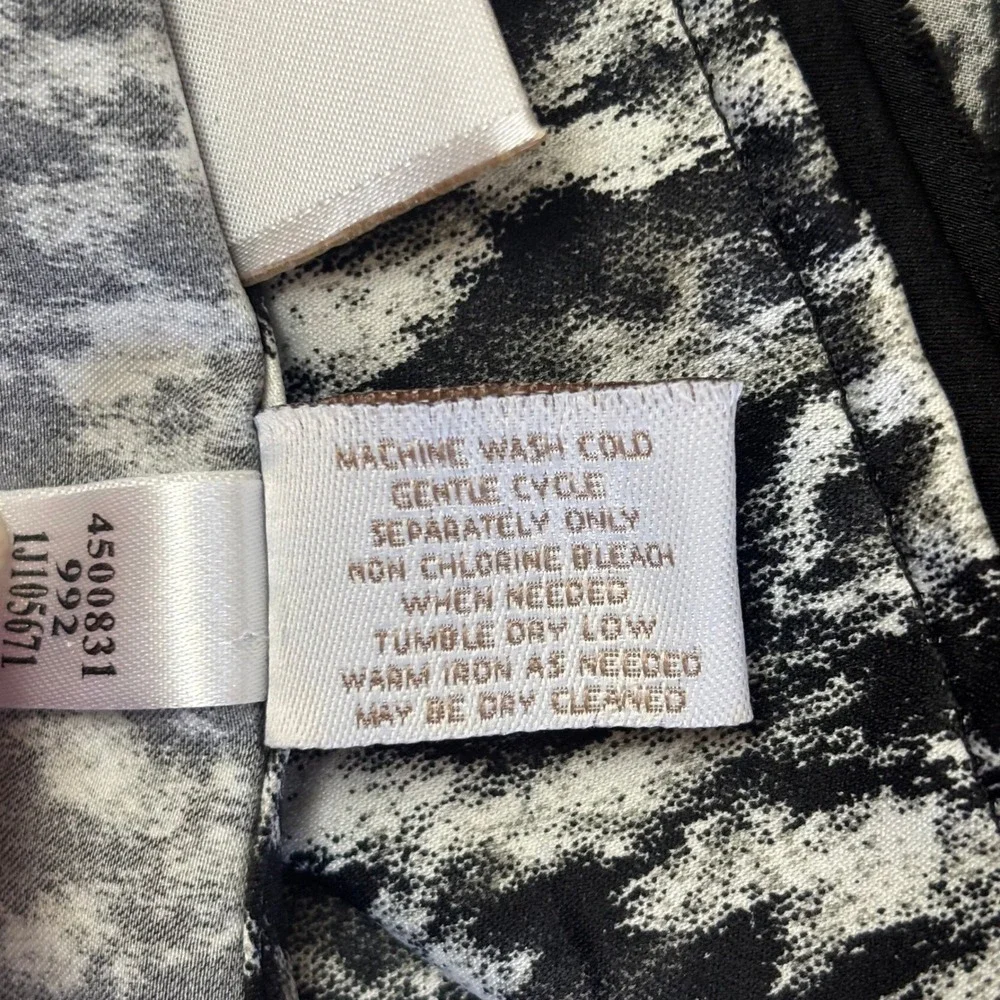 MACHINE WASH COLD
GENTLE CYCLE
SEPARATELY ONLY
NON CHLORINE BLEACH
WHEN NEEDED
TUMBLE DRY LOW
WARM IRON AS NEEDED
MAY BE DRY CLEANED
4500831
992
1J105671